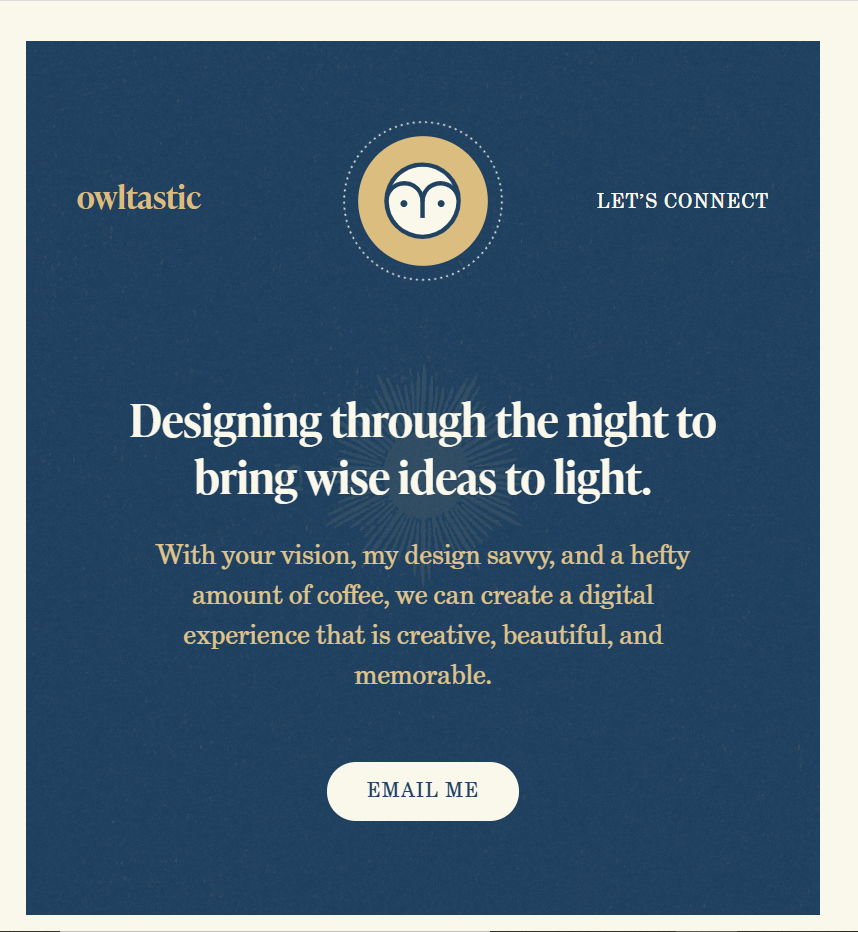 owltastic
LET’S CONNECT
Designing through the night to
bring wise ideas to light.
With your vision, my design savvy, and a hefty
amount of coffee, we can create a digital
experience that is creative, beautiful, and
memorable.
EMAIL ME